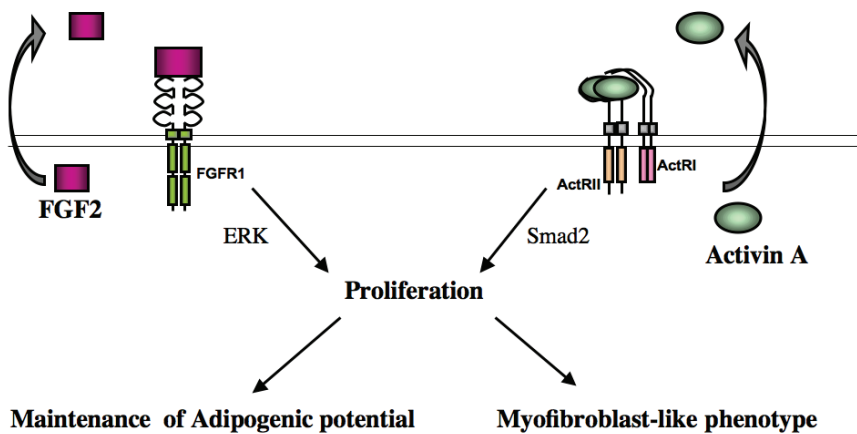 FGFR1
FGF2
ActRII
ActRI
ERK
Smad2
Activin A
Proliferation
Maintenance of Adipogenic potential
Myofibroblast-like phenotype